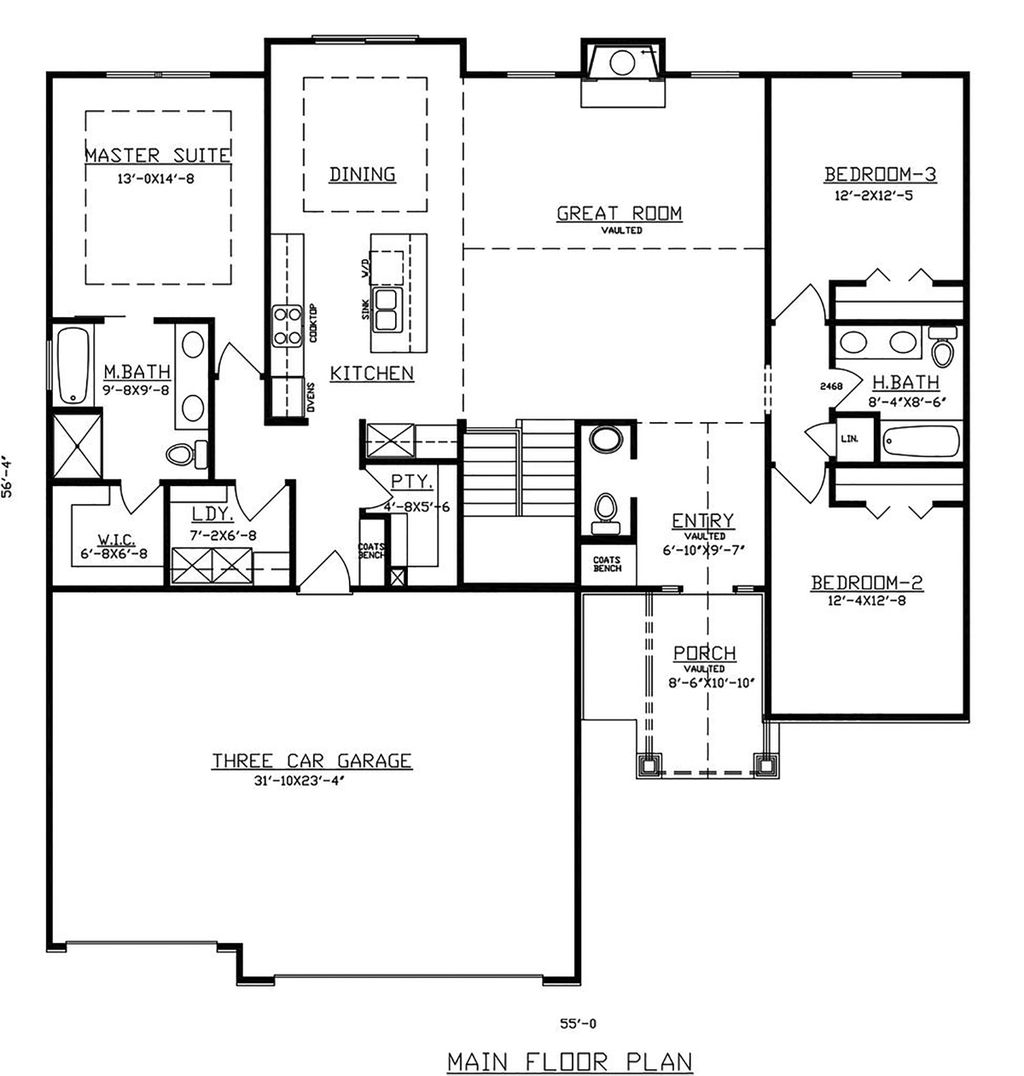 MASTER SUITE
13'-0X14'-8
DINING
GREAT ROOM
VAULTED
BEDROOM-3
12'-2X12'-5
W/D
SINK
COOKTOP
OVENS
KITCHEN
M.BATH
9'-8X9'-8
2468
H.BATH
8'-4"X8'-6"
LIN.
56'-4"
PTY.
4'-8X5'-6
LDY.
7'-2X6'-8
W.I.C.
6'-8X6'-8
COATS
BENCH
ENTRY
VAULTED
6'-10"X9'-7"
COATS
BENCH
BEDROOM-2
12'-4X12'-8
PORCH
VAULTED
8'-6"X10'-10"
THREE CAR GARAGE
31'-10X23'-4"
55'-0
MAIN FLOOR PLAN